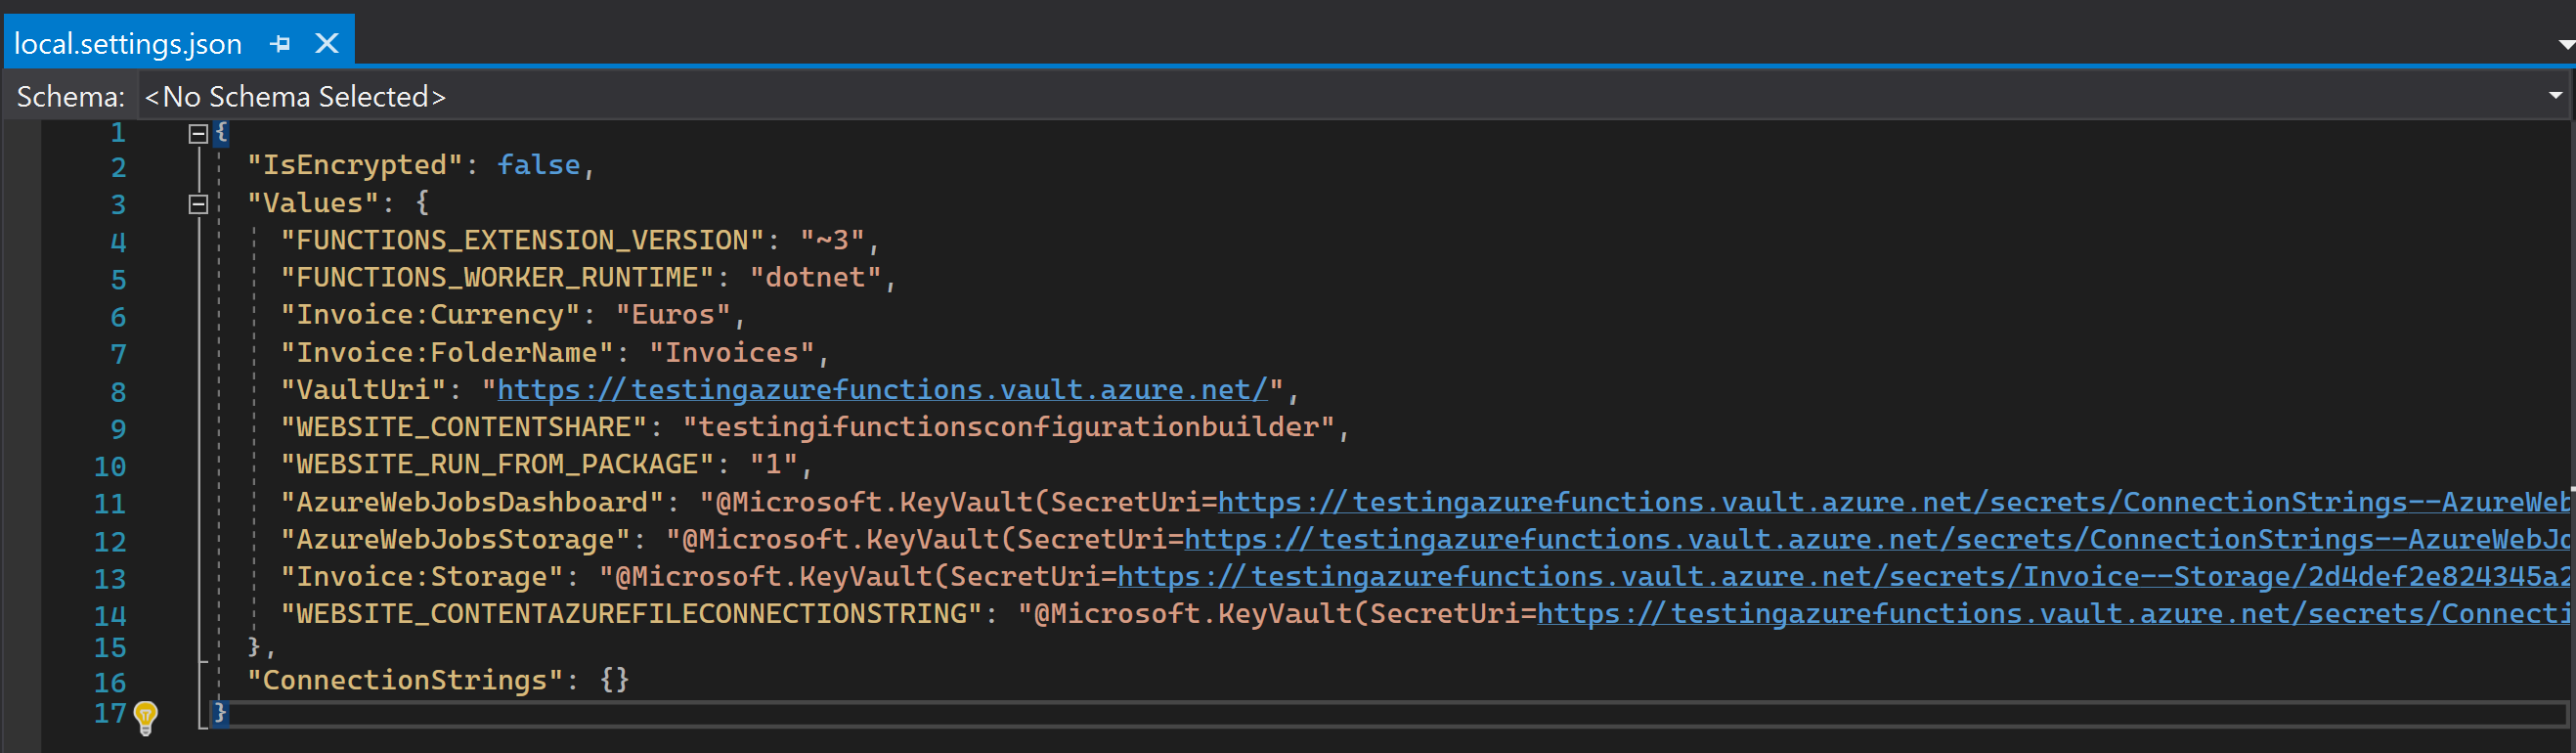 local.settings.json
Schema: <No Schema Selected>
1 {
2 "IsEncrypted": false,
3 "Values": {
4 "FUNCTIONS_EXTENSION_VERSION": "~3",
5 "FUNCTIONS_WORKER_RUNTIME": "dotnet",
6 "Invoice:Currency": "Euros",
7 "Invoice:FolderName": "Invoices",
8 "VaultUri": "https://testingazurefunctions.vault.azure.net/",
9 "WEBSITE_CONTENTSHARE": "testingifunctionsconfigurationbuilder",
10 "WEBSITE_RUN_FROM_PACKAGE": "1",
11 "AzureWebJobsDashboard": "@Microsoft.KeyVault(SecretUri=https://testingazurefunctions.vault.azure.net/secrets/ConnectionStrings--AzureWeb
12 "AzureWebJobsStorage": "@Microsoft.KeyVault(SecretUri=https://testingazurefunctions.vault.azure.net/secrets/ConnectionStrings--AzureWebJo
13 "Invoice:Storage": "@Microsoft.KeyVault(SecretUri=https://testingazurefunctions.vault.azure.net/secrets/Invoice--Storage/2d4def2e824345a2
14 "WEBSITE_CONTENTAZUREFILECONNECTIONSTRING": "@Microsoft.KeyVault(SecretUri=https://testingazurefunctions.vault.azure.net/secrets/Connecti
15 },
16 "ConnectionStrings": {}
17 }